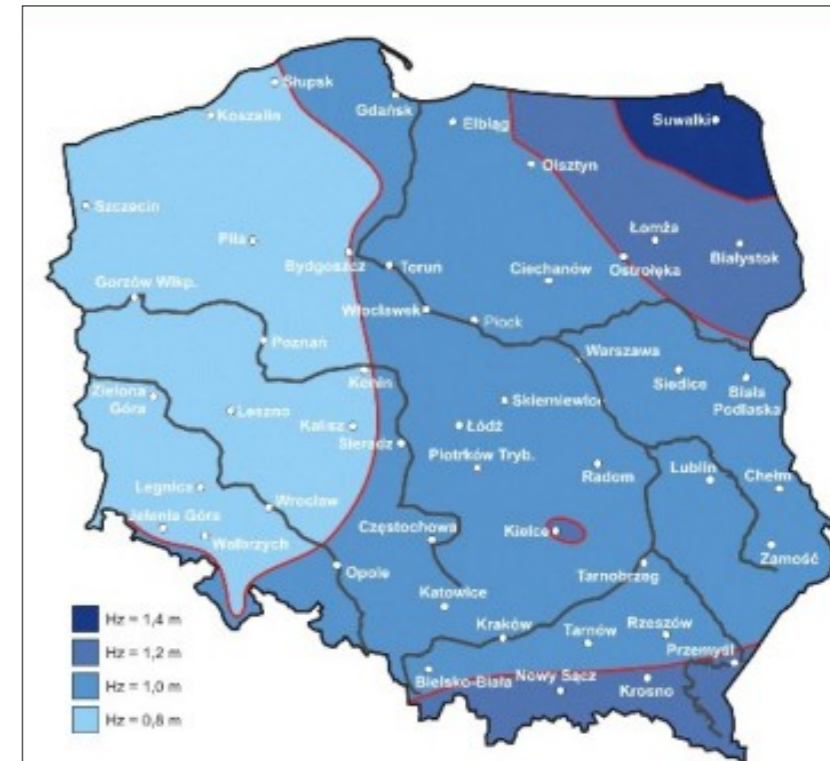 Słupsk
Gdańsk
Koszalin
Elbląg
Suwałki
Olsztyn
Szczecin
Piła
Łomża
Białystok
Bydgoszcz
Toruń
Ciechanów
Ostrołęka
Gorzów Wlkp.
Włocławek
Płock
Poznań
Warszawa
Konin
Siedlce
Biała
Podlaska
Zielona
Góra
Leszno
Skierniewice
Kalisz
Łódź
Sieradz
Piotrków Tryb.
Radom
Lublin
Chełm
Legnica
Wrocław
Jelenia Góra
Wałbrzych
Częstochowa
Kielce
Zamość
Opole
Tarnobrzeg
Katowice
Kraków
Tarnów
Rzeszów
Przemyśl
Bielsko-Biała
Nowy Sącz
Krosno
Hz = 1,4 m
Hz = 1,2 m
Hz = 1,0 m
Hz = 0,8 m